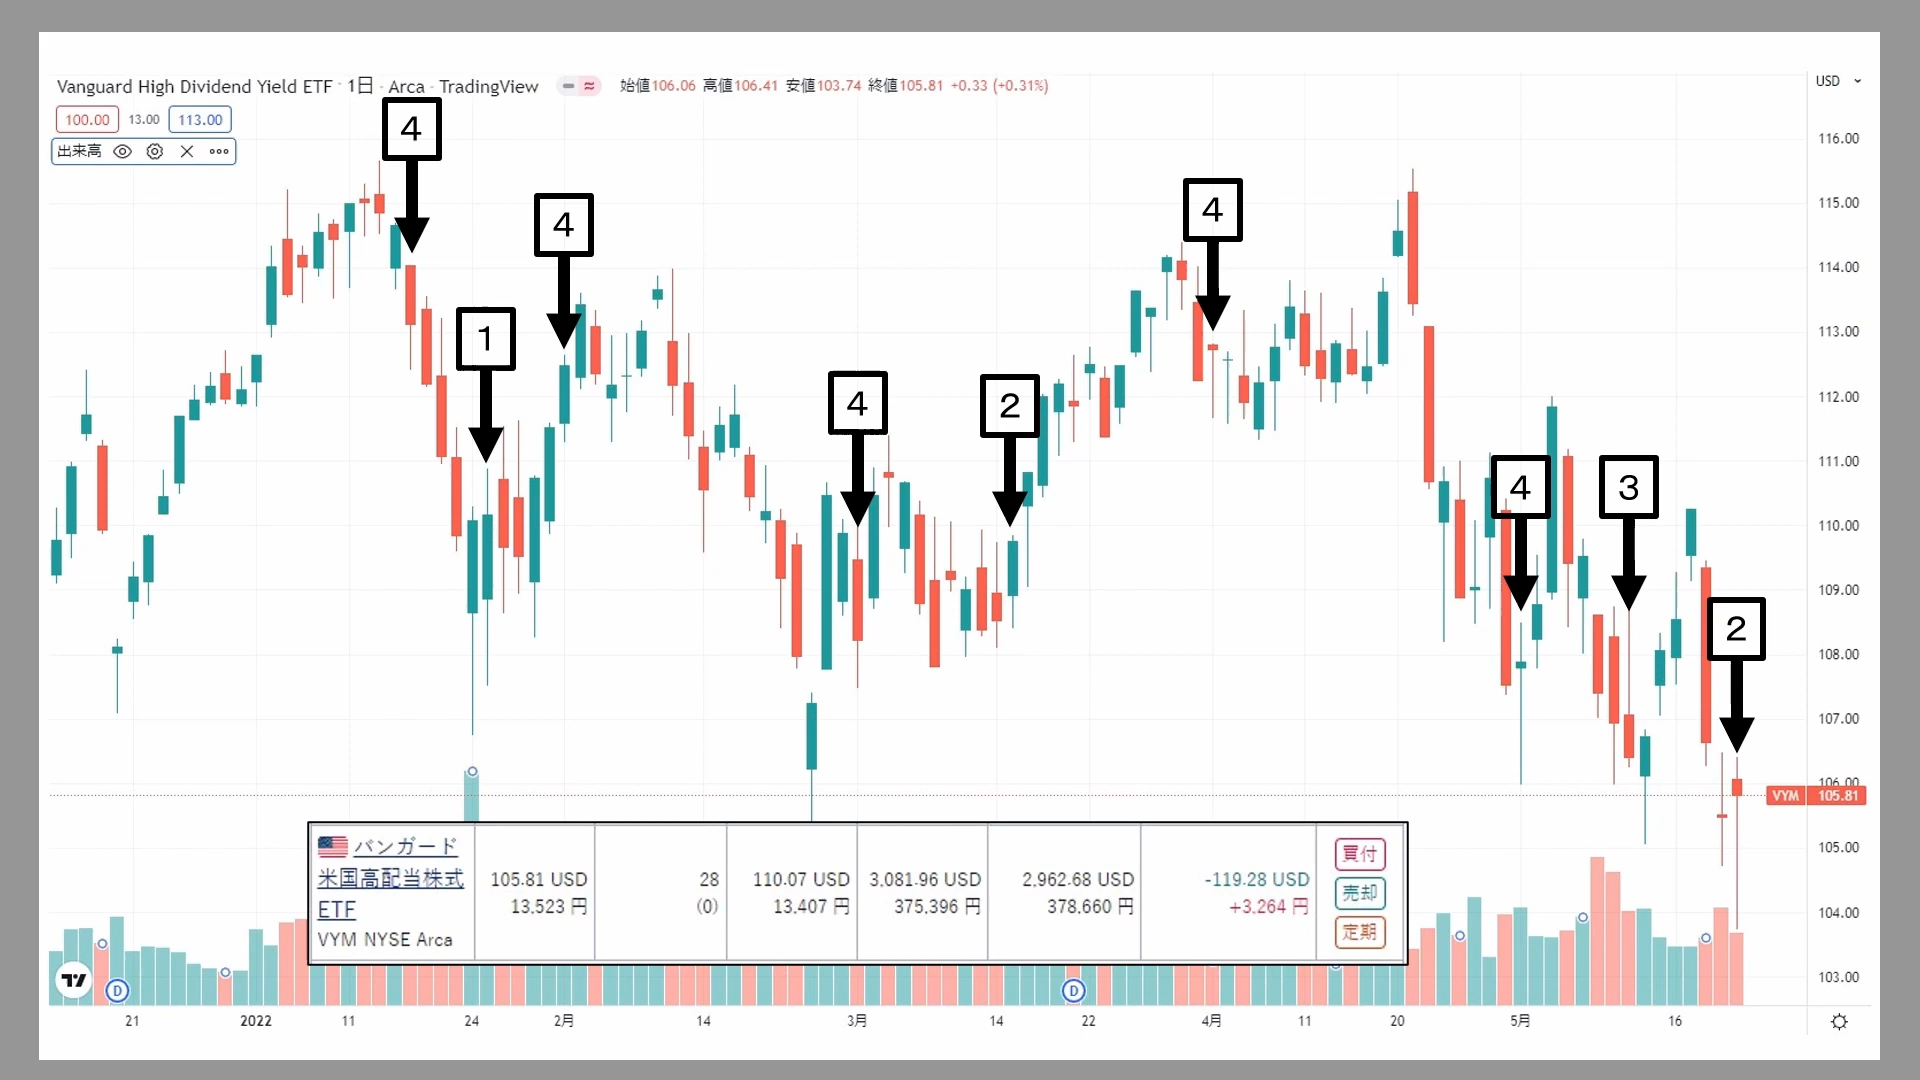 Vanguard High Dividend Yield ETF · 1日 · Arca · TradingView
始値106.06 高値106.41 安値103.74 終値105.81 +0.33 (+0.31%)
USD
100.00 13.00 113.00
出来高
4
4
4
1
4
2
4
3
2
116.00
115.00
114.00
113.00
112.00
111.00
110.00
109.00
108.00
107.00
106.00
VYM 105.81
105.00
104.00
103.00
バンガード
米国高配当株式
ETF
VYM NYSE Arca
105.81 USD
13.523 円
28
(0)
110.07 USD
13.407 円
3,081.96 USD
375.396 円
2,962.68 USD
378.660 円
-119.28 USD
+3.264 円
買付
売却
定期
D
D
21 2022 11 24 2月 14 3月 14 22 4月 11 20 5月 16